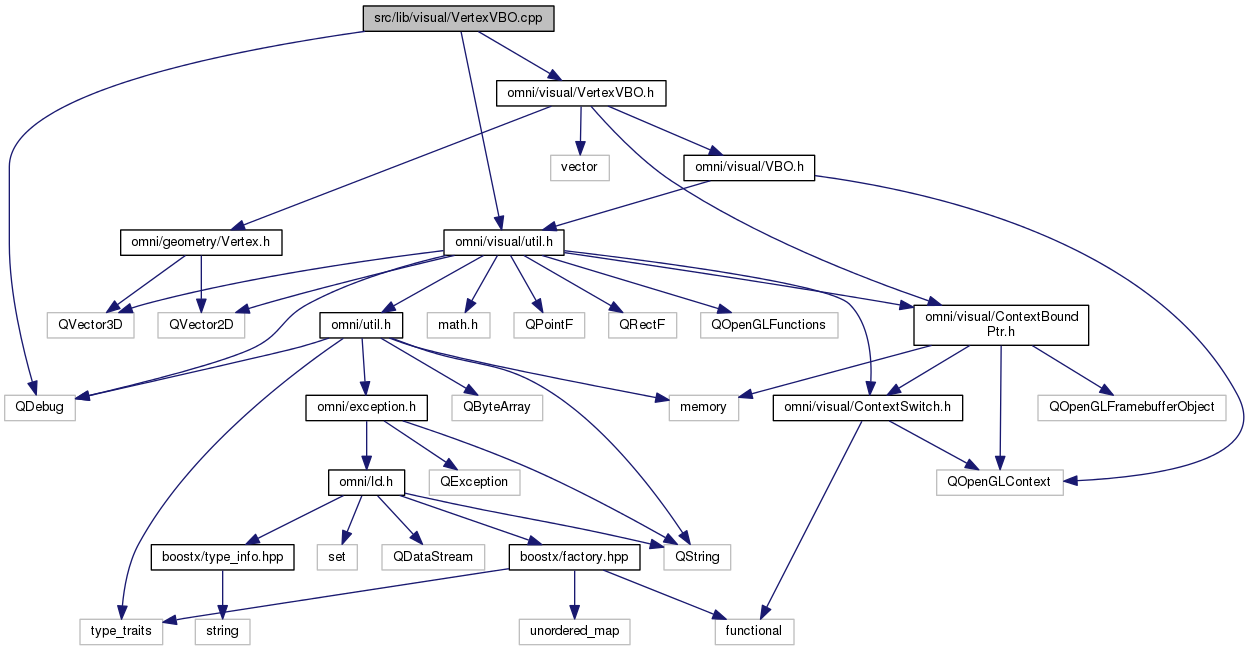 src/lib/visual/VertexVBO.cpp
omni/visual/VertexVBO.h
vector
omni/visual/VBO.h
omni/geometry/Vertex.h
omni/visual/util.h
QVector3D
QVector2D
omni/util.h
math.h
QPointF
QRectF
QOpenGLFunctions
omni/visual/ContextBound
Ptr.h
QDebug
omni/exception.h
QByteArray
memory
omni/visual/ContextSwitch.h
QOpenGLFramebufferObject
omni/Id.h
QException
QOpenGLContext
boostx/type_info.hpp
set
QDataStream
boostx/factory.hpp
QString
type_traits
string
unordered_map
functional